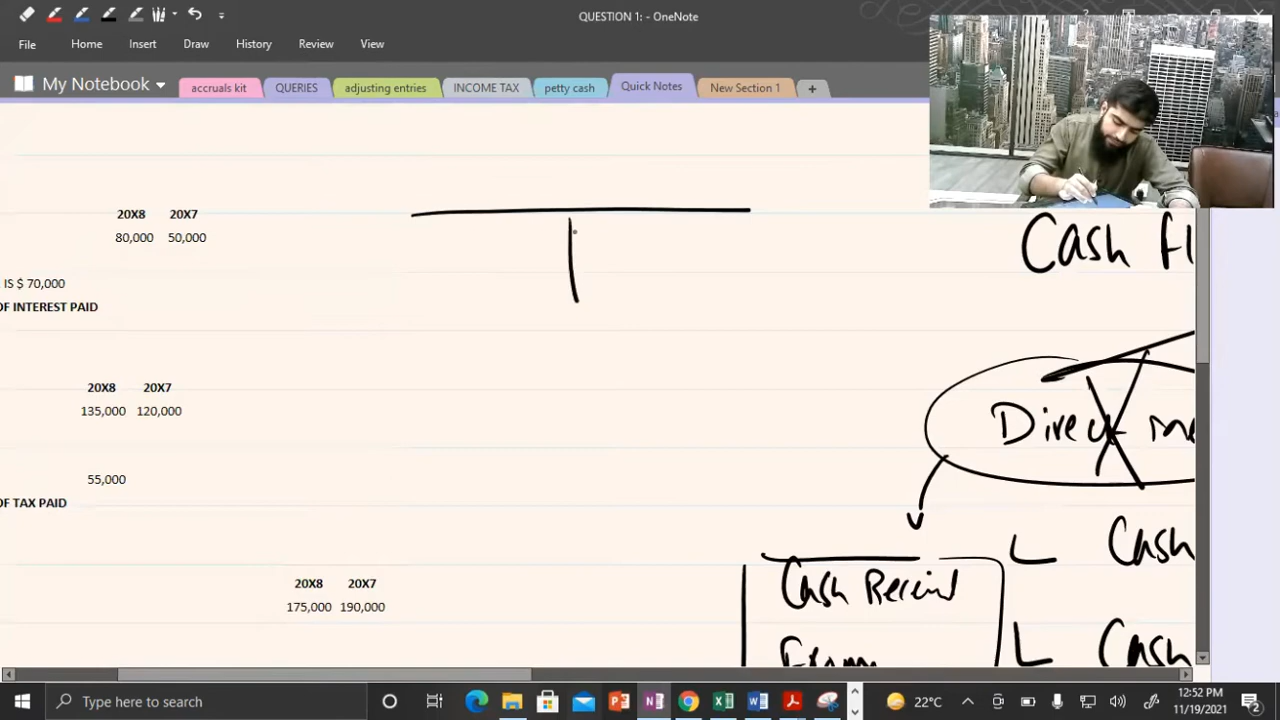 QUESTION 1: - OneNote
File Home Insert Draw History Review View
My Notebook accruals kit QUERIES adjusting entries petty cash Quick Notes New Section 1
20X8 20X7
80,000 50,000
IS $ 70,000
OF INTEREST PAID
20X8 20X7
135,000 120,000
55,000
OF TAX PAID
20X8 20X7
175,000 190,000
Cash Fl
Direct me
Cash
Cash
Cash
From
Type here to search
22°C
12:52 PM
11/19/2021
2